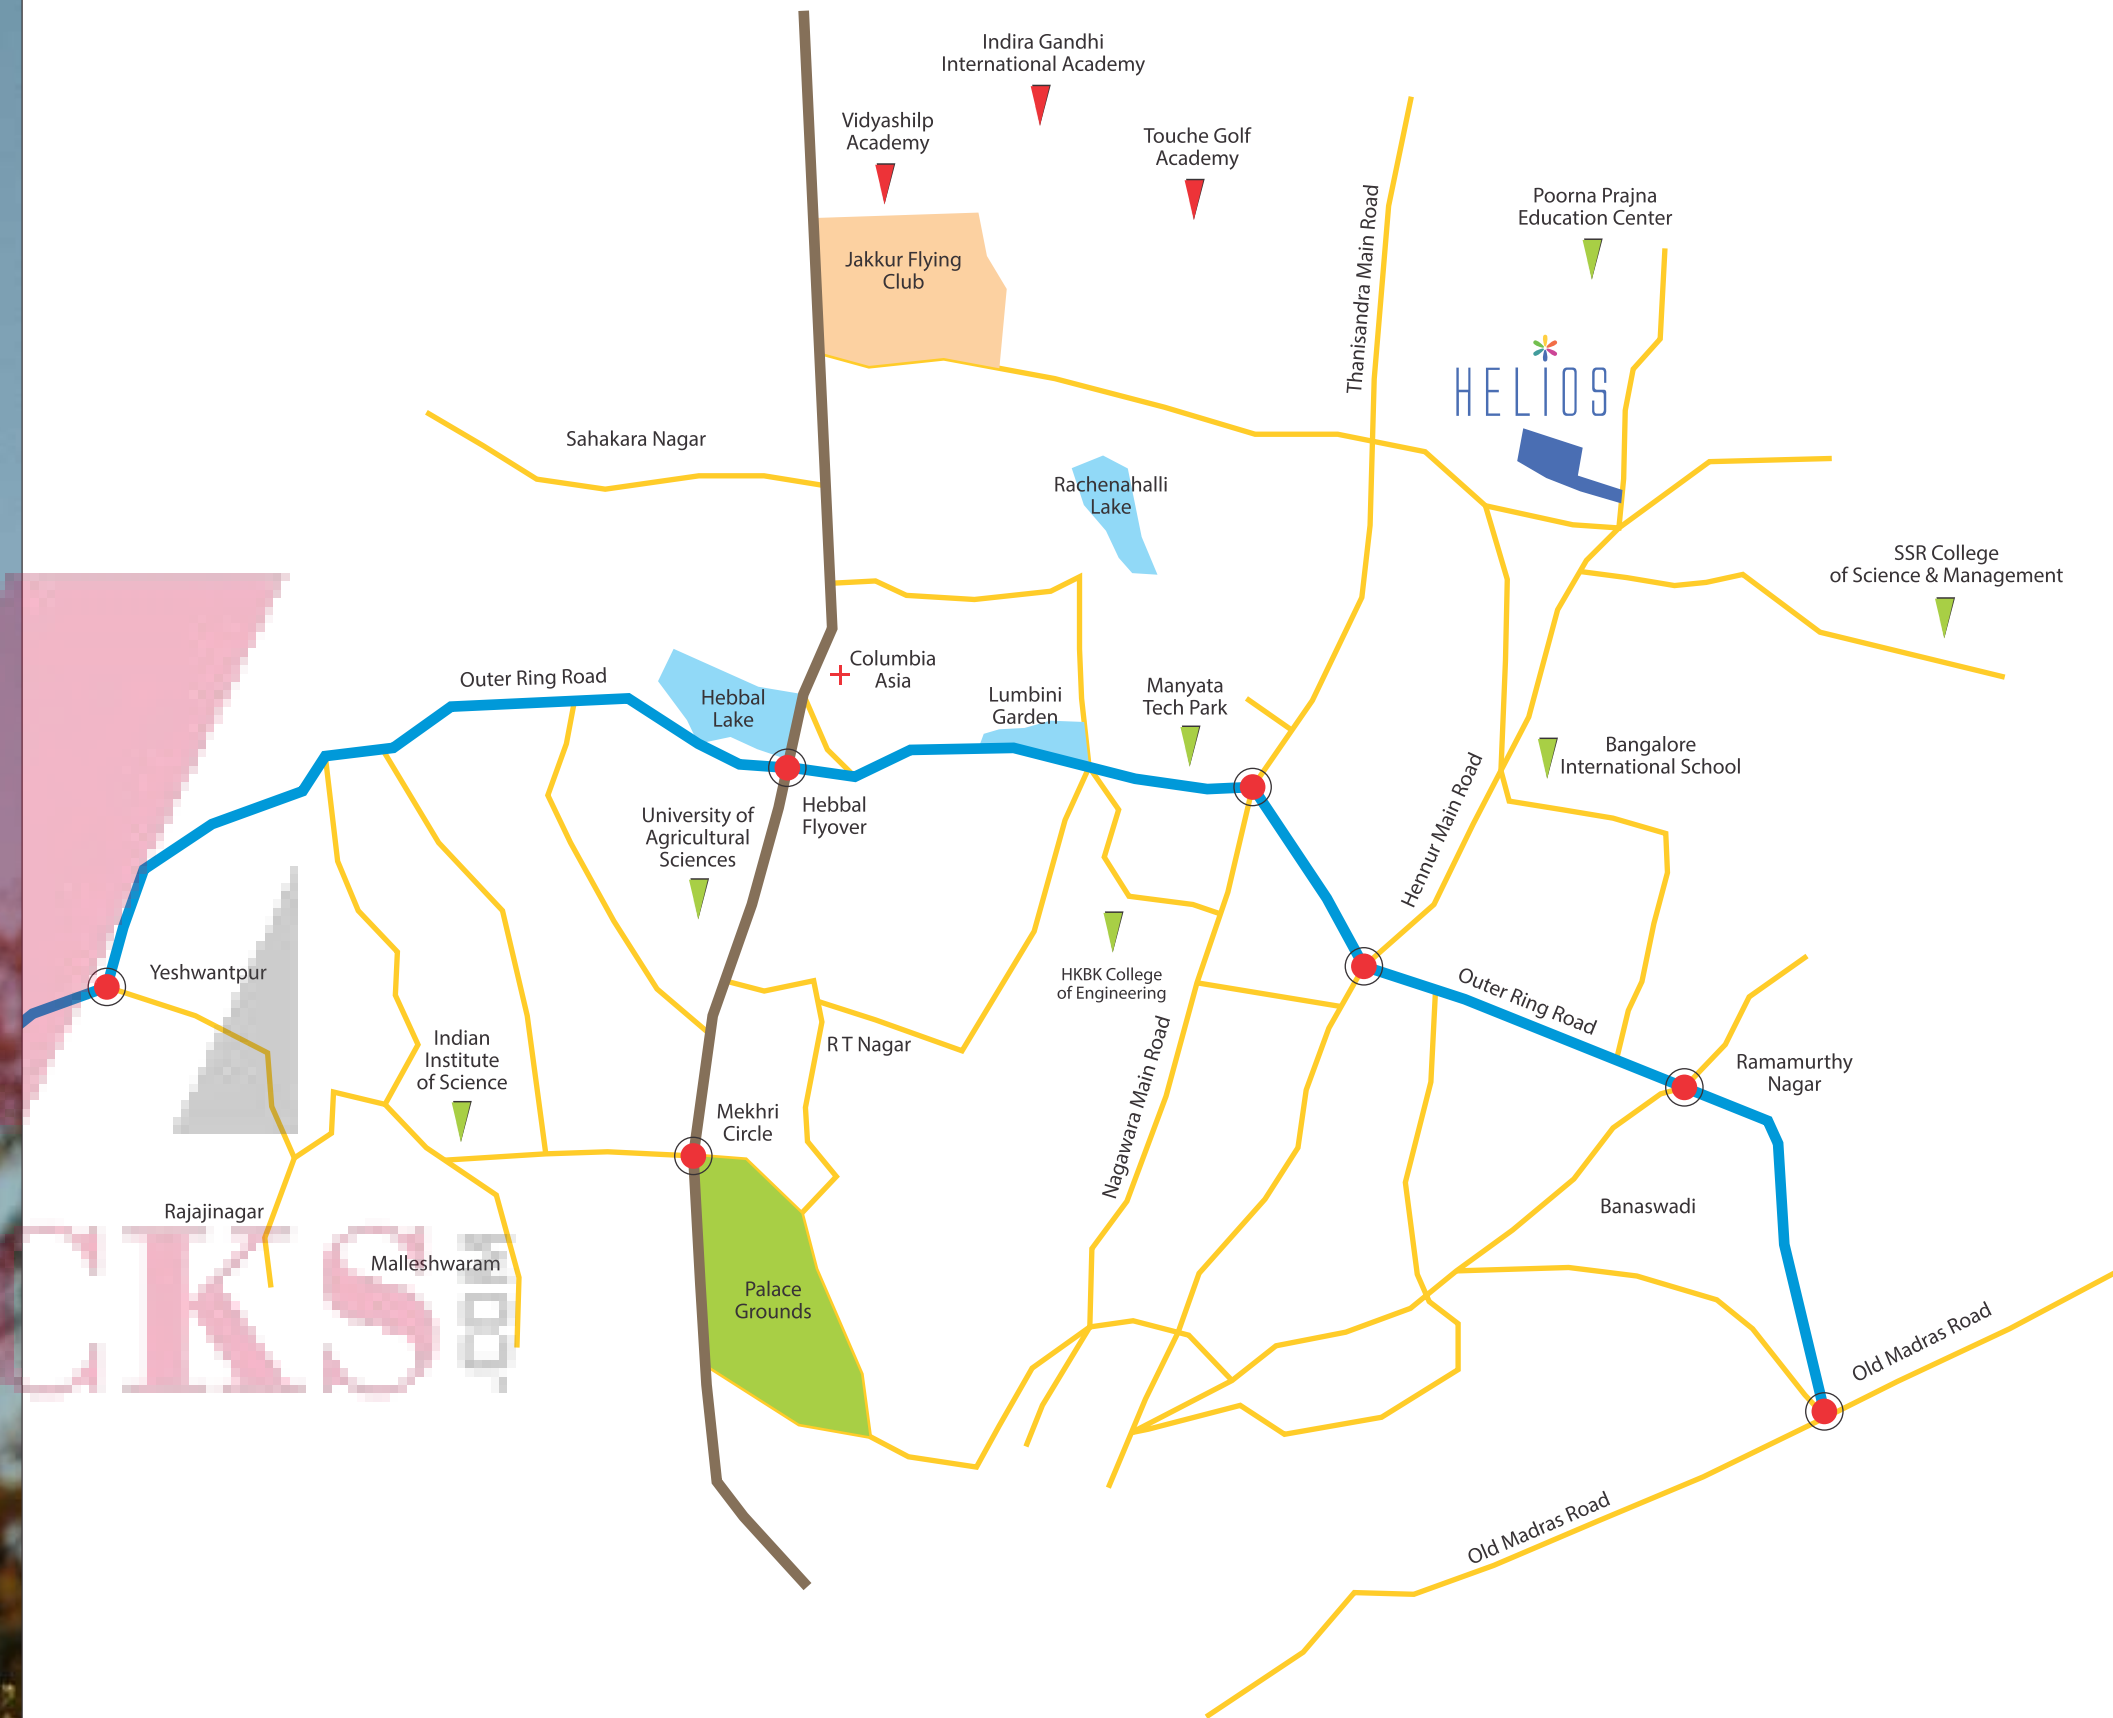 Indira Gandhi
International Academy
Vidyashilp
Academy
Touche Golf
Academy
Poorna Prajna
Education Center
Jakkur Flying
Club
Thanisandra Main Road
HELIOS
Sahakara Nagar
Rachenahalli
Lake
SSR College
of Science & Management
Outer Ring Road
Columbia
Asia
Hebbal
Lake
Lumbini
Garden
Manyata
Tech Park
Bangalore
International School
Hennur Main Road
Hebbal
Flyover
University of
Agricultural
Sciences
Yeshwantpur
HKBK College
of Engineering
Outer Ring Road
Indian
Institute
of Science
R T Nagar
Nagawara Main Road
Ramamurthy
Nagar
Mekhri
Circle
Rajajinagar
Banaswadi
Malleshwaram
CKS
.COM
Palace
Grounds
Old Madras Road
Old Madras Road